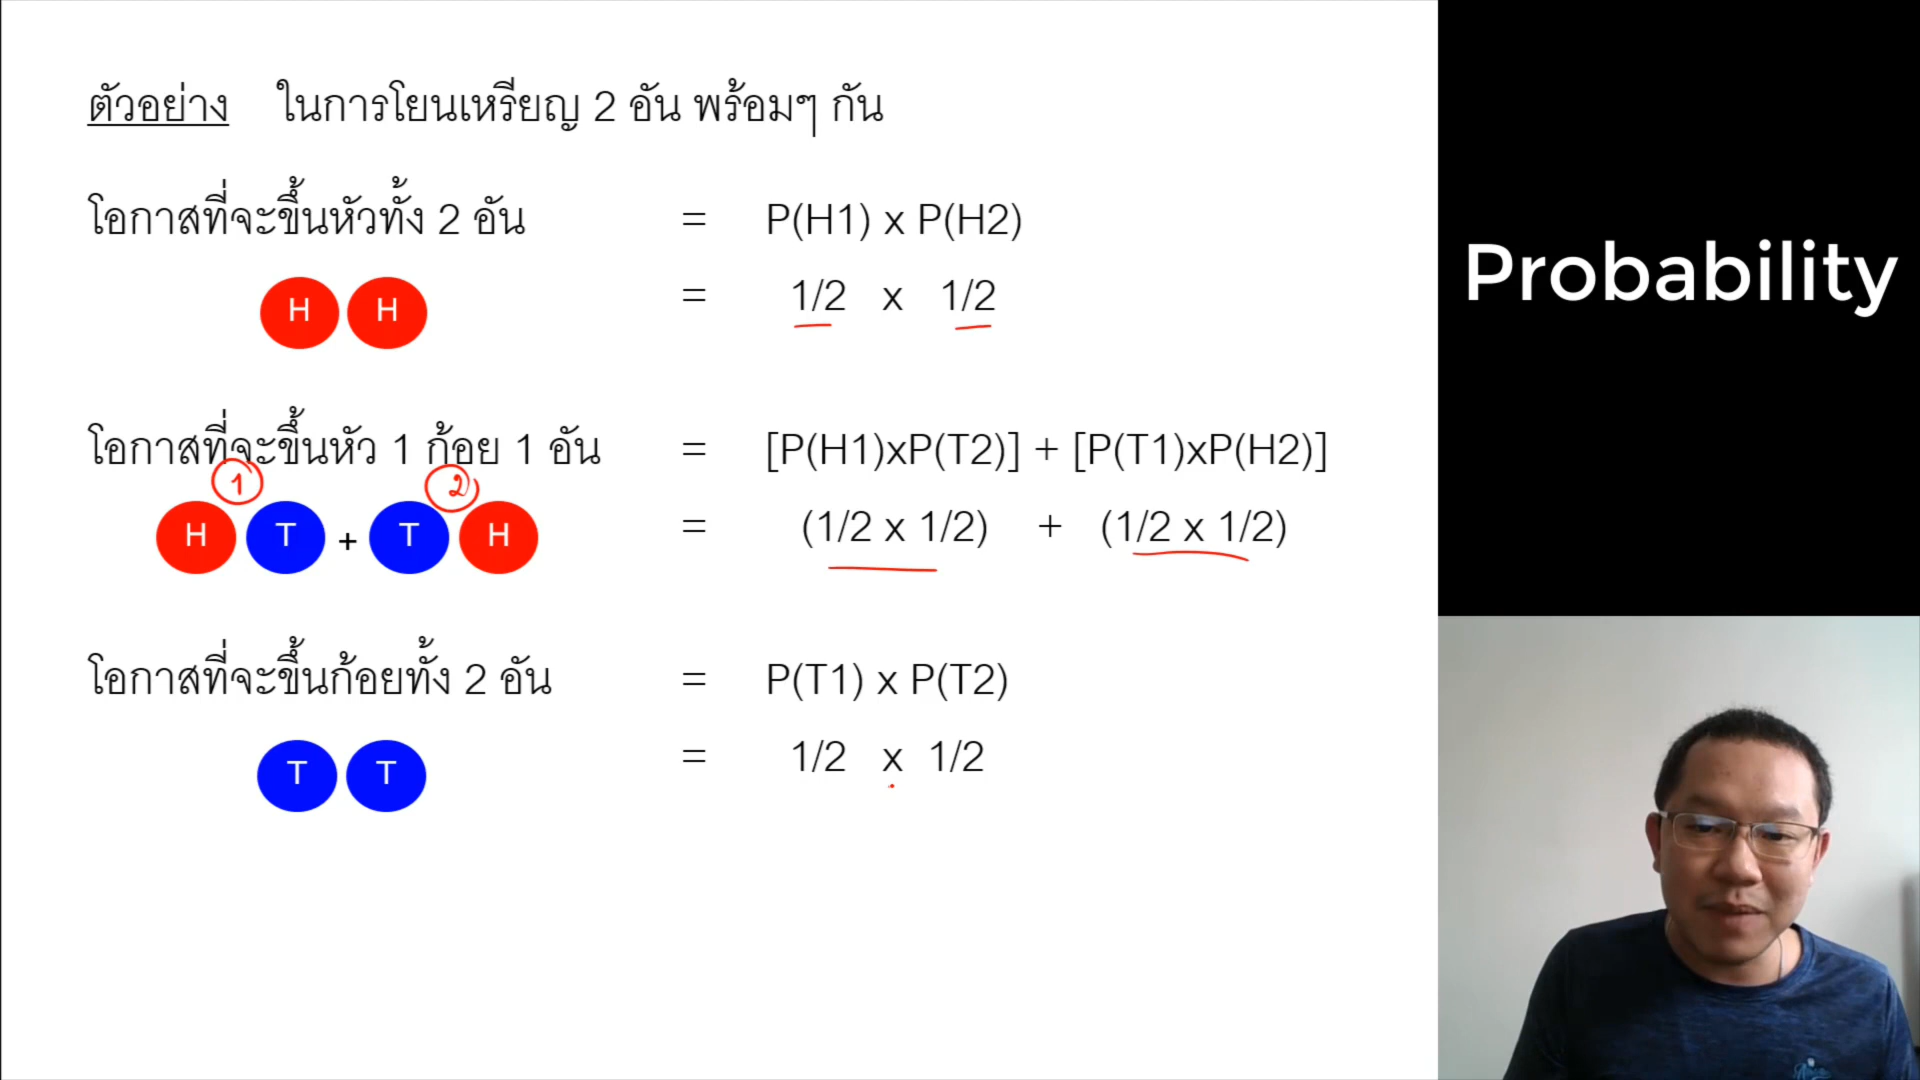 ตัวอย่าง ในการโยนเหรียญ 2 อัน พร้อมๆ กัน
โอกาสที่จะขึ้นหัวทั้ง 2 อัน = P(H1) x P(H2)
H H = 1/2 x 1/2
โอกาสที่จะขึ้นหัว 1 ก้อย 1 อัน = [P(H1)xP(T2)] + [P(T1)xP(H2)]
1 2
H T + T H = (1/2 x 1/2) + (1/2 x 1/2)
โอกาสที่จะขึ้นก้อยทั้ง 2 อัน = P(T1) x P(T2)
T T = 1/2 x 1/2
Probability